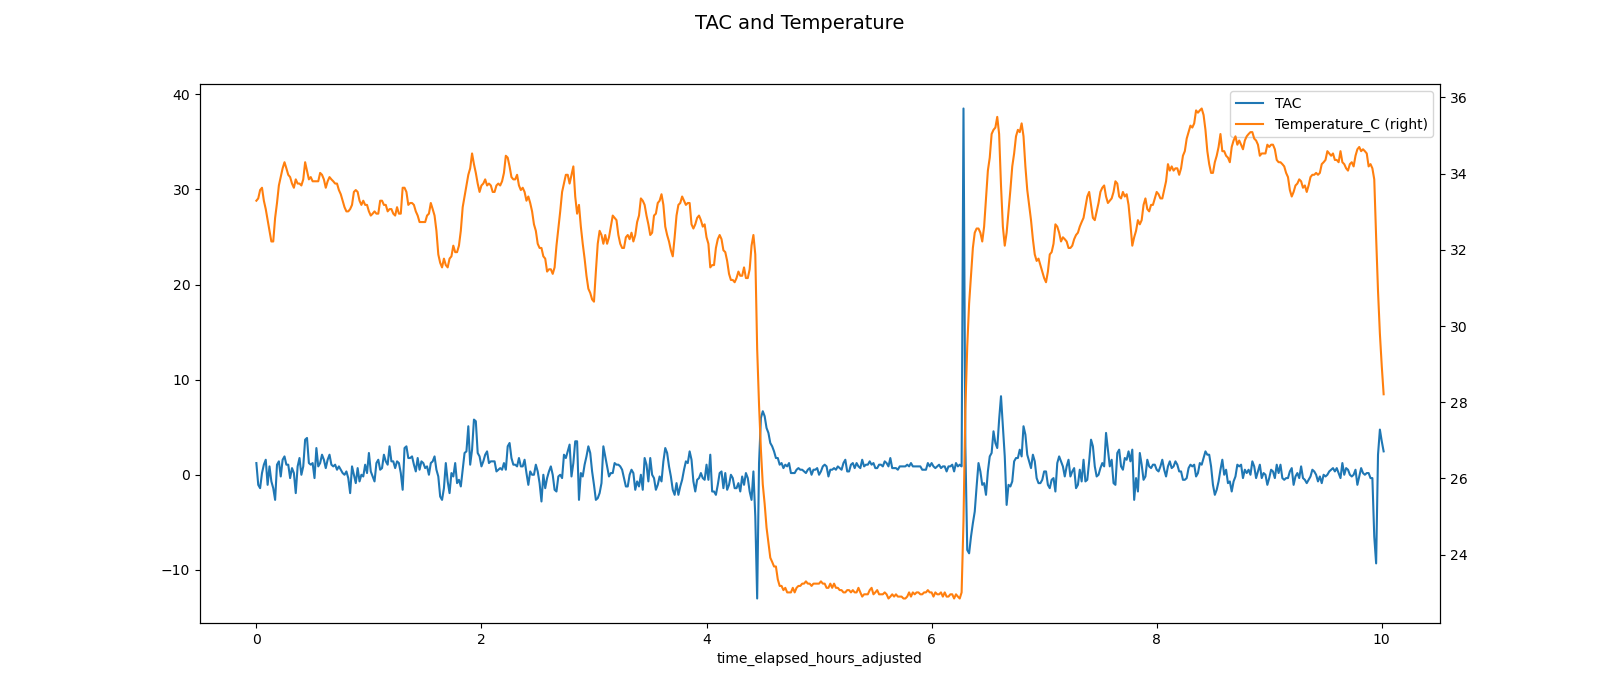 TAC and Temperature
TAC
Temperature_C (right)
40
30
20
10
0
−10
36
34
32
30
28
26
24
0 2 4 6 8 10
time_elapsed_hours_adjusted